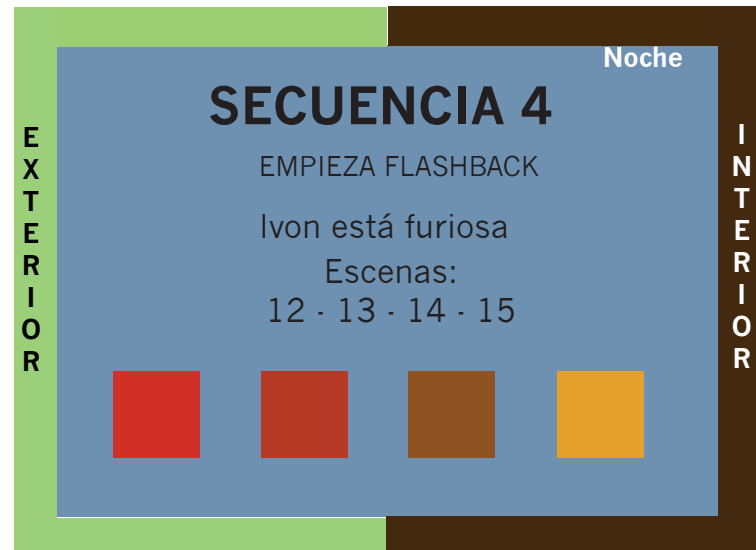 Noche
SECUENCIA 4
EMPIEZA FLASHBACK
Ivon está furiosa
Escenas:
12 - 13 - 14 - 15
EXTERIOR
INTERIOR